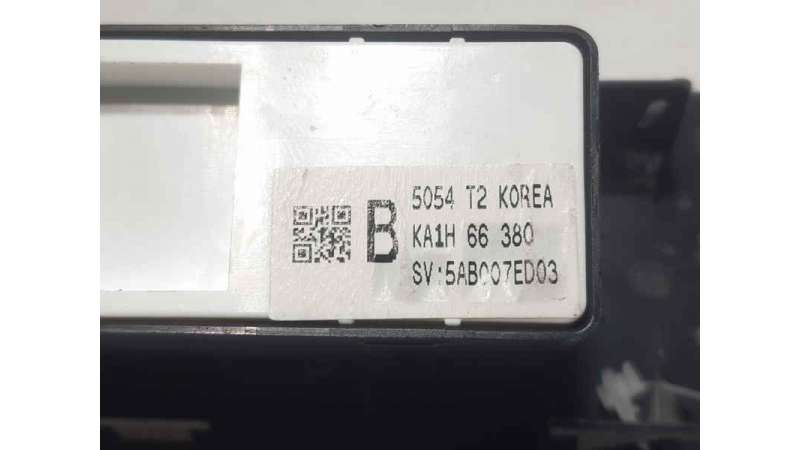 B
5054 T2 KOREA
KA1H 66 380
SV:5AB007ED03